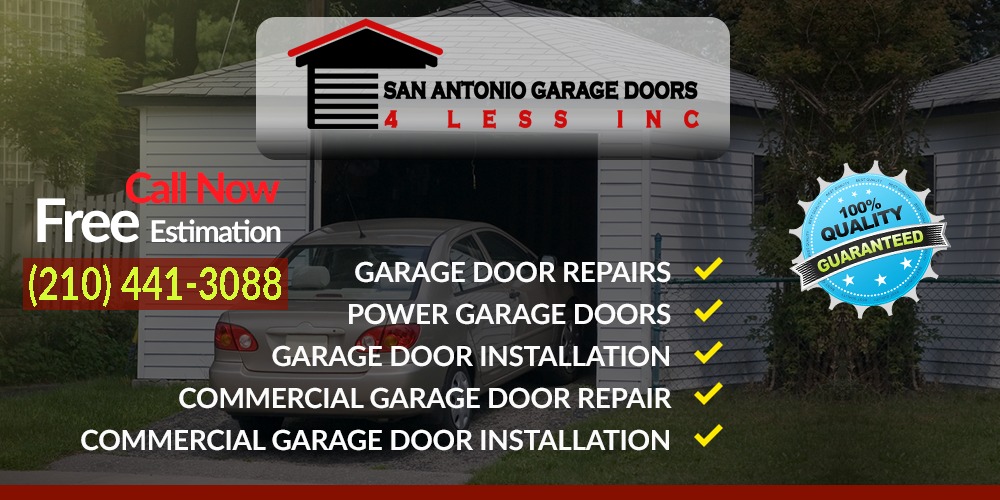 SAN ANTONIO GARAGE DOORS
4 LESS INC
Call Now
Free Estimation
(210) 441-3088
GARAGE DOOR REPAIRS
POWER GARAGE DOORS
GARAGE DOOR INSTALLATION
COMMERCIAL GARAGE DOOR REPAIR
COMMERCIAL GARAGE DOOR INSTALLATION
100%
QUALITY
GUARANTEED